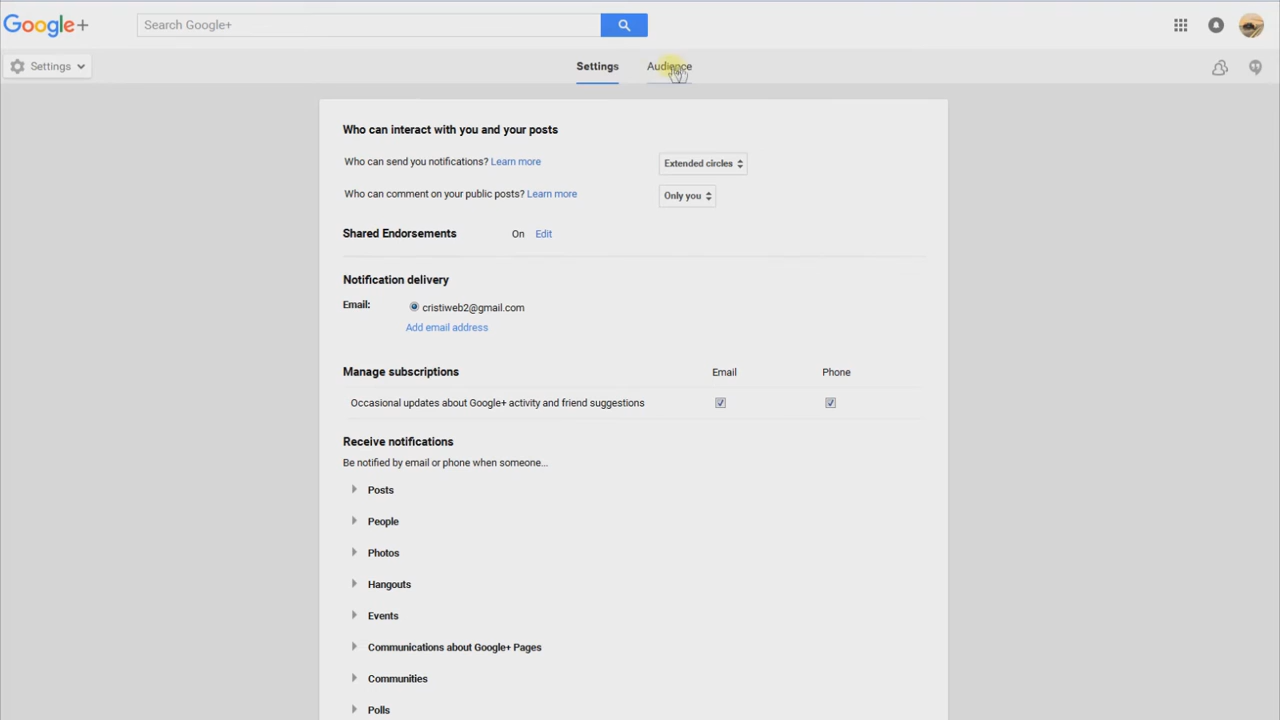 Google+
Search Google+
Settings
Settings
Audience
Who can interact with you and your posts
Who can send you notifications? Learn more
Extended circles
Who can comment on your public posts? Learn more
Only you
Shared Endorsements On Edit
Notification delivery
Email: cristiweb2@gmail.com
Add email address
Manage subscriptions Email Phone
Occasional updates about Google+ activity and friend suggestions
Receive notifications
Be notified by email or phone when someone...
Posts
People
Photos
Hangouts
Events
Communications about Google+ Pages
Communities
Polls